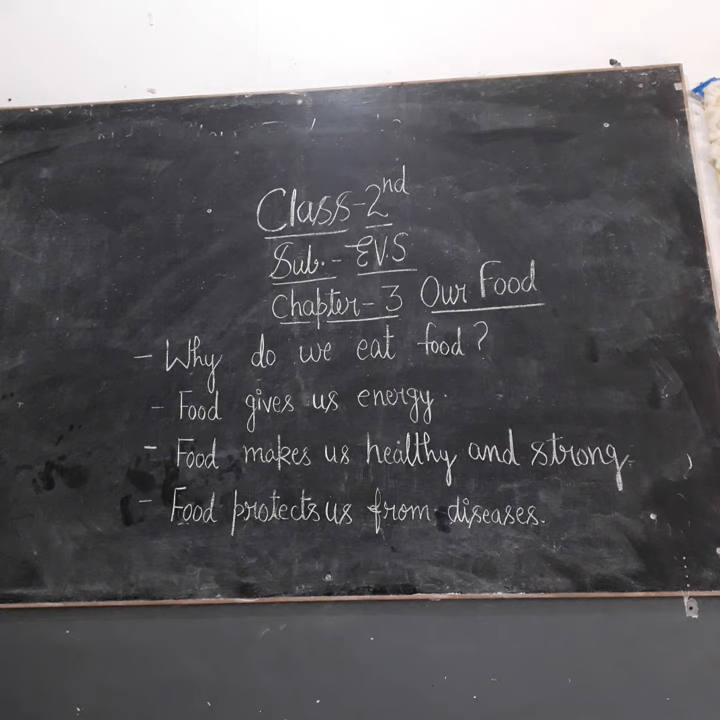 Class-2nd
Sub.- EVS
Chapter-3 Our Food
- Why do we eat food?
- Food gives us energy.
- Food makes us healthy and strong.
- Food protects us from diseases.